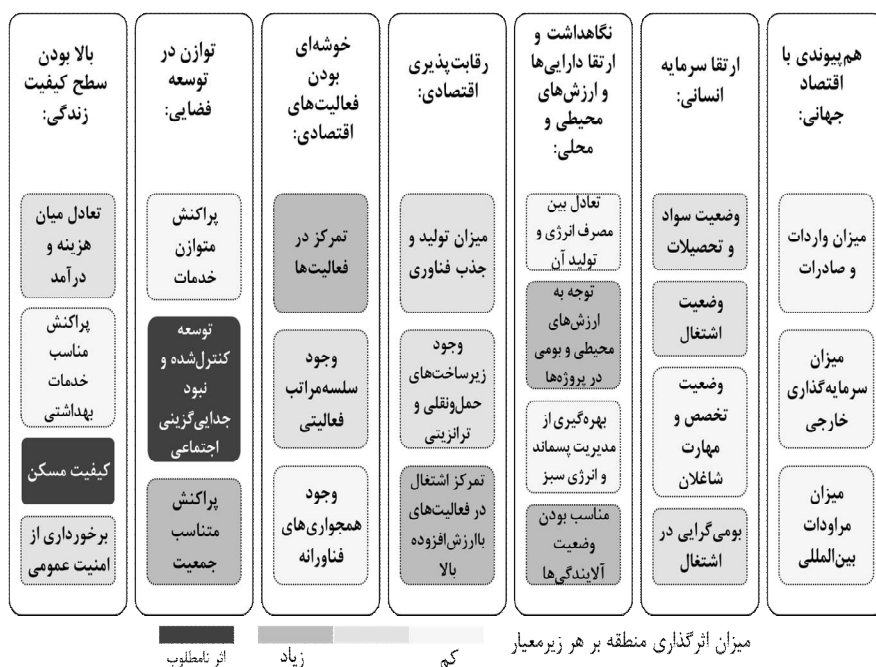 هم‌پیوندی با
اقتصاد
جهانی:
میزان واردات
و صادرات
میزان
سرمایه‌گذاری
خارجی
میزان
مراودات
بین‌المللی
ارتقا سرمایه
انسانی:
وضعیت سواد
و تحصیلات
وضعیت
اشتغال
وضعیت
تخصص و
مهارت
شاغلان
بومی‌گرایی در
اشتغال
نگاهداشت و
ارتقا دارایی‌ها
و ارزش‌های
محیطی و
محلی:
تعادل بین
مصرف انرژی و
تولید آن
توجه به
ارزش‌های
محیطی و بومی
در پروژه‌ها
بهره‌گیری از
مدیریت پسماند
و انرژی سبز
مناسب بودن
وضعیت
آلایندگی‌ها
رقابت‌پذیری
اقتصادی:
میزان تولید و
جذب فناوری
وجود
زیرساخت‌های
حمل‌ونقلی و
ترانزیتی
تمرکز اشتغال
در فعالیت‌های
باارزش‌افزوده
بالا
خوشه‌ای
بودن
فعالیت‌های
اقتصادی:
تمرکز در
فعالیت‌ها
وجود
سلسه‌مراتب
فعالیتی
وجود
همجواری‌های
فناورانه
توازن در
توسعه
فضایی:
پراکنش
متوازن
خدمات
توسعه
کنترل‌شده و
نبود
جدایی‌گزینی
اجتماعی
پراکنش
متناسب
جمعیت
بالا بودن
سطح کیفیت
زندگی:
تعادل میان
هزینه و
درآمد
پراکنش
مناسب
خدمات
بهداشتی
کیفیت مسکن
برخورداری از
امنیت عمومی
میزان اثرگذاری منطقه بر هر زیرمعیار
کم
زیاد
اثر نامطلوب